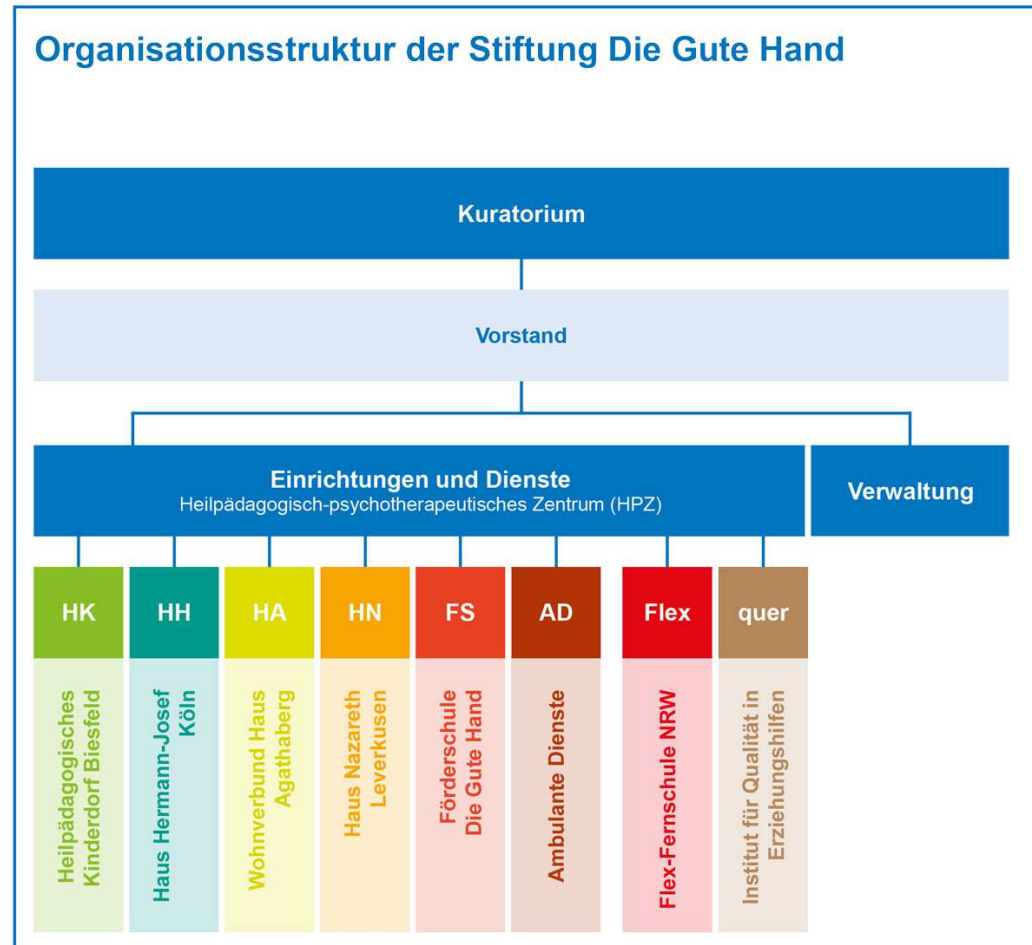 Organisationsstruktur der Stiftung Die Gute Hand
Kuratorium
Vorstand
Einrichtungen und Dienste
Heilpädagogisch-psychotherapeutisches Zentrum (HPZ)
Verwaltung
HK
HH
HA
HN
FS
AD
Flex
quer
Heilpädagogisches
Kinderdorf Biesfeld
Haus Hermann-Josef
Köln
Wohnverbund Haus
Agathaberg
Haus Nazareth
Leverkusen
Förderschule
Die Gute Hand
Ambulante Dienste
Flex-Fernschule NRW
Institut für Qualität in
Erziehungshilfen